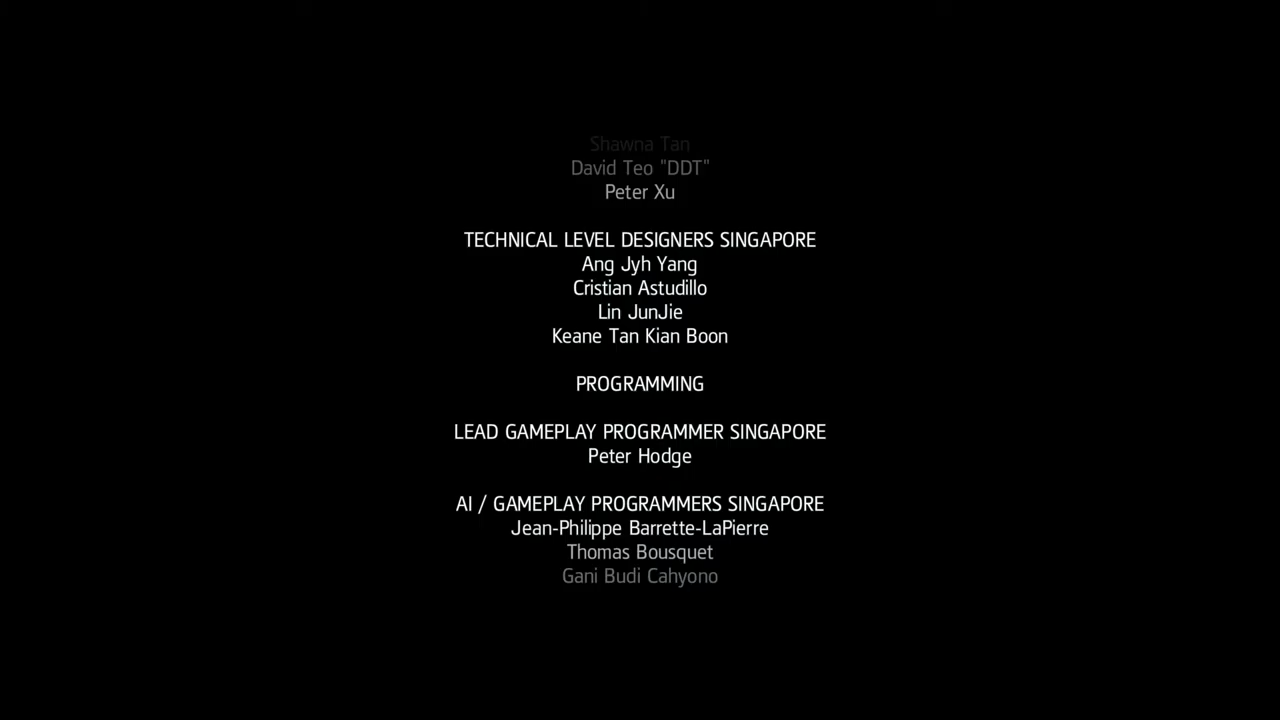 Shawna Tan
David Teo "DDT"
Peter Xu
TECHNICAL LEVEL DESIGNERS SINGAPORE
Ang Jyh Yang
Cristian Astudillo
Lin JunJie
Keane Tan Kian Boon
PROGRAMMING
LEAD GAMEPLAY PROGRAMMER SINGAPORE
Peter Hodge
AI / GAMEPLAY PROGRAMMERS SINGAPORE
Jean-Philippe Barrette-LaPierre
Thomas Bousquet
Gani Budi Cahyono